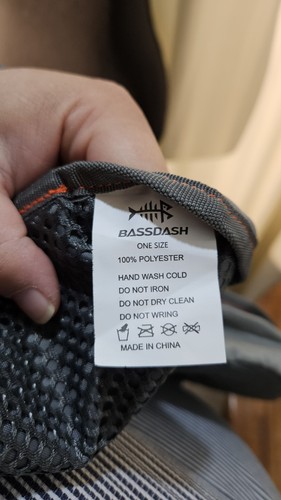 BASSDASH
ONE SIZE
100% POLYESTER
HAND WASH COLD
DO NOT IRON
DO NOT DRY CLEAN
DO NOT WRING
MADE IN CHINA